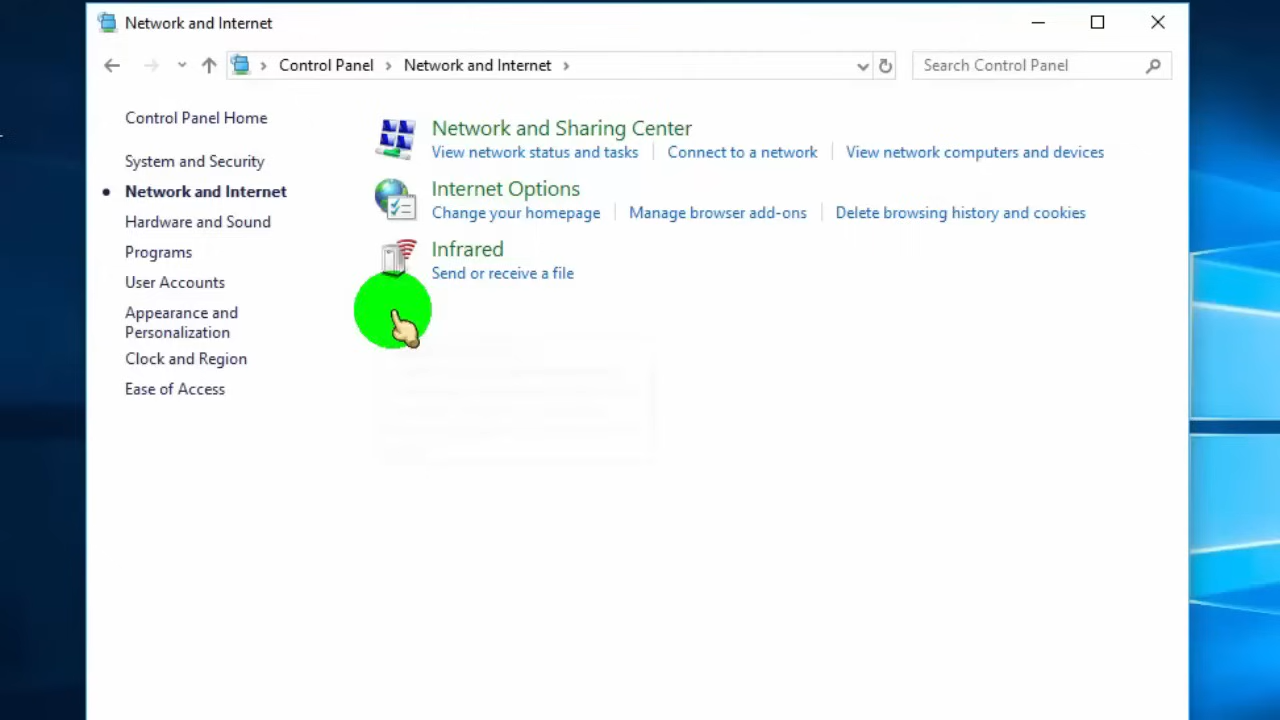 Network and Internet
Control Panel > Network and Internet >
Search Control Panel
Control Panel Home
System and Security
Network and Internet
Hardware and Sound
Programs
User Accounts
Appearance and
Personalization
Clock and Region
Ease of Access
Network and Sharing Center
View network status and tasks
Connect to a network
View network computers and devices
Internet Options
Change your homepage
Manage browser add-ons
Delete browsing history and cookies
Infrared
Send or receive a file